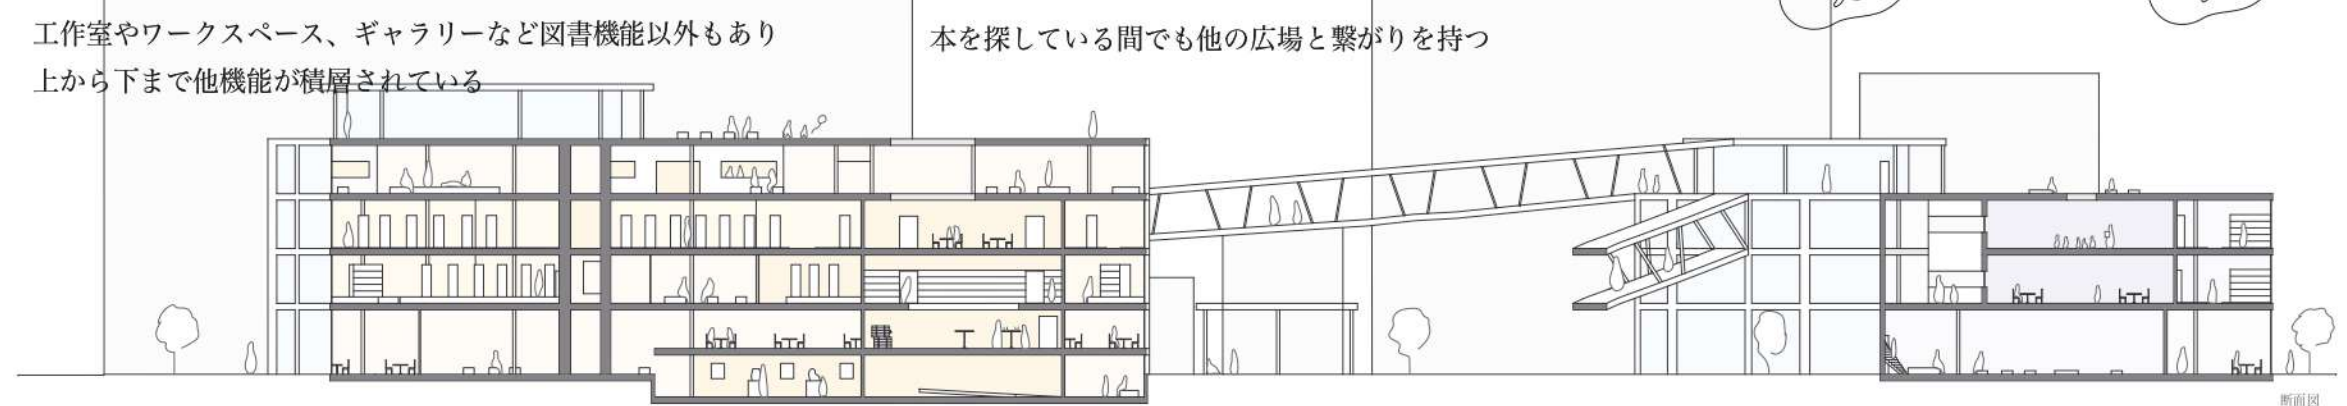 工作室やワークスペース、ギャラリーなど図書機能以外もあり
上から下まで他機能が積層されている
本を探している間でも他の広場と繋がりを持つ
断面図